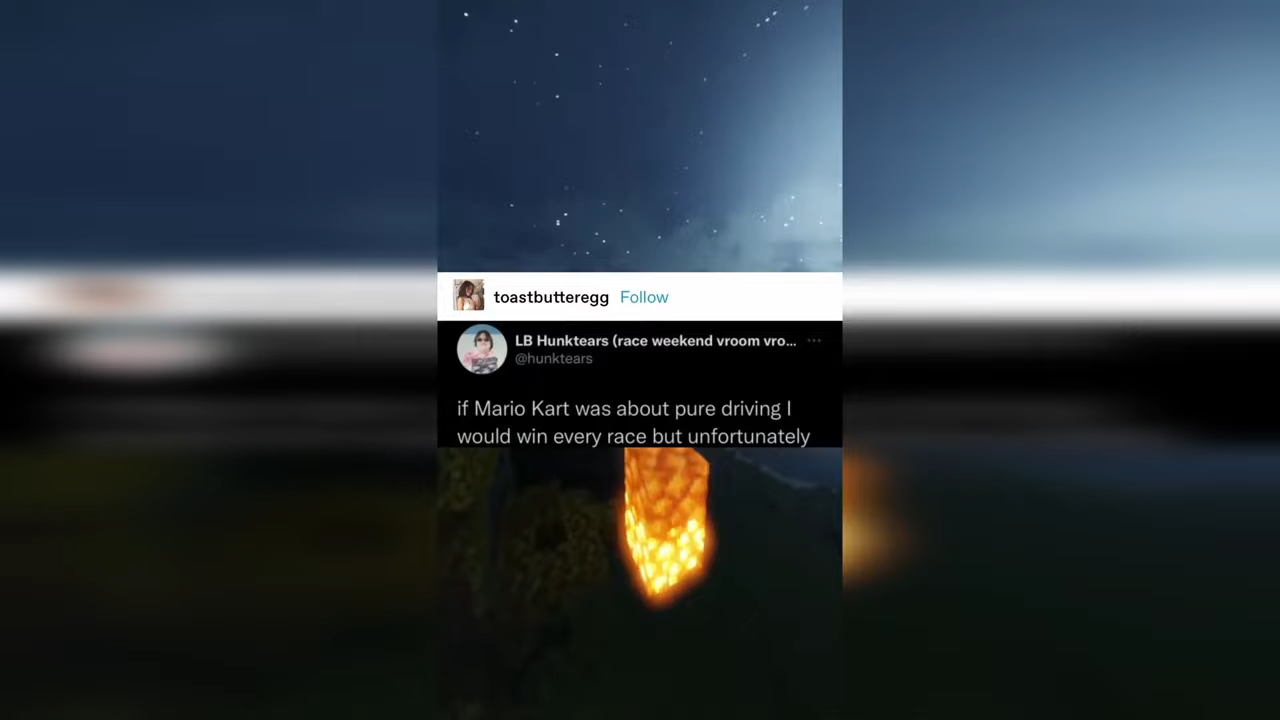 toastbutteregg Follow
LB Hunktears (race weekend vroom vro...
@hunktears
if Mario Kart was about pure driving I
would win every race but unfortunately